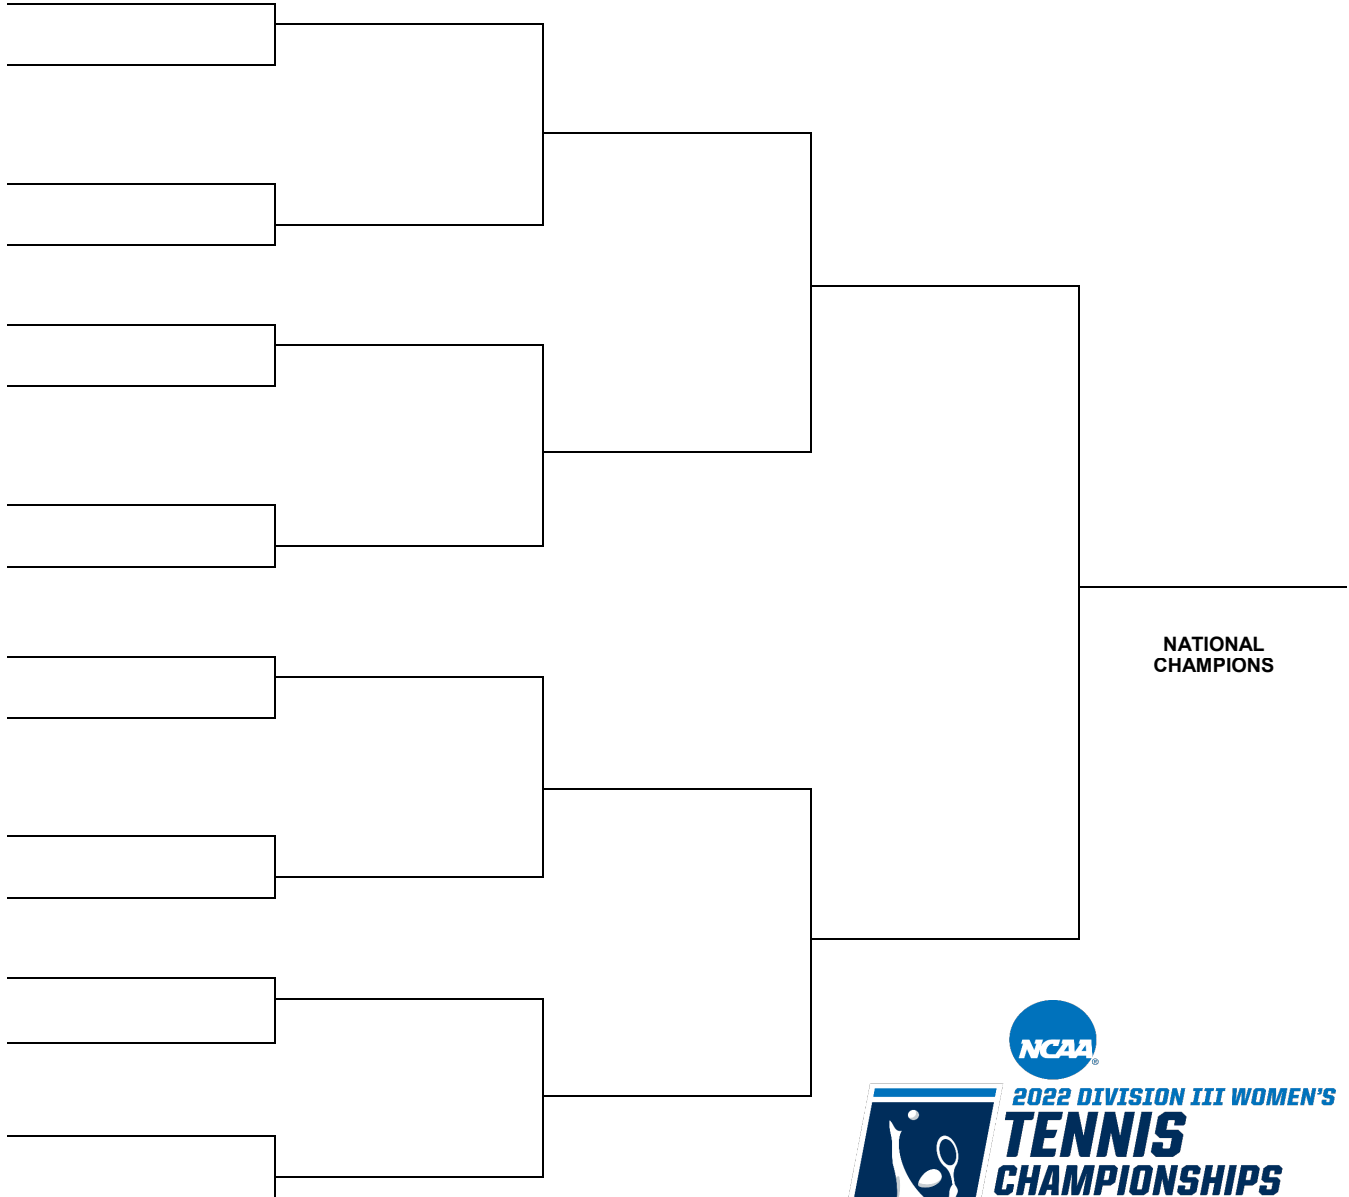 NATIONAL
CHAMPIONS
NCAA®
2022 DIVISION III WOMEN'S
TENNIS
CHAMPIONSHIPS